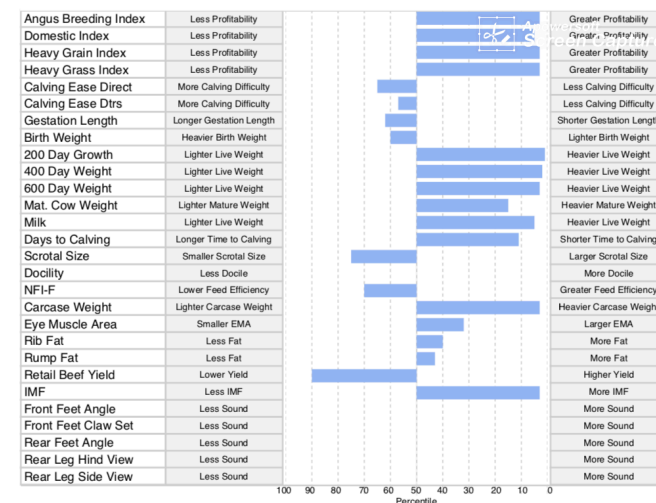 Angus Breeding Index Less Profitability Greater Profitability
Domestic Index Less Profitability Greater Profitability
Heavy Grain Index Less Profitability Greater Profitability
Heavy Grass Index Less Profitability Greater Profitability
Calving Ease Direct More Calving Difficulty Less Calving Difficulty
Calving Ease Dtrs More Calving Difficulty Less Calving Difficulty
Gestation Length Longer Gestation Length Shorter Gestation Lengt
Birth Weight Heavier Birth Weight Lighter Birth Weight
200 Day Growth Lighter Live Weight Heavier Live Weight
400 Day Weight Lighter Live Weight Heavier Live Weight
600 Day Weight Lighter Live Weight Heavier Live Weight
Mat. Cow Weight Lighter Mature Weight Heavier Mature Weight
Milk Lighter Live Weight Heavier Live Weight
Days to Calving Longer Time to Calving Shorter Time to Calving
Scrotal Size Smaller Scrotal Size Larger Scrotal Size
Docility Less Docile More Docile
NFI-F Lower Feed Efficiency Greater Feed Efficiency
Carcase Weight Lighter Carcase Weight Heavier Carcase Weigh
Eye Muscle Area Smaller EMA Larger EMA
Rib Fat Less Fat More Fat
Rump Fat Less Fat More Fat
Retail Beef Yield Lower Yield Higher Yield
IMF Less IMF More IMF
Front Feet Angle Less Sound More Sound
Front Feet Claw Set Less Sound More Sound
Rear Feet Angle Less Sound More Sound
Rear Leg Hind View Less Sound More Sound
Rear Leg Side View Less Sound More Sound
100 90 80 70 60 50 40 30 20 10 0
Percentile